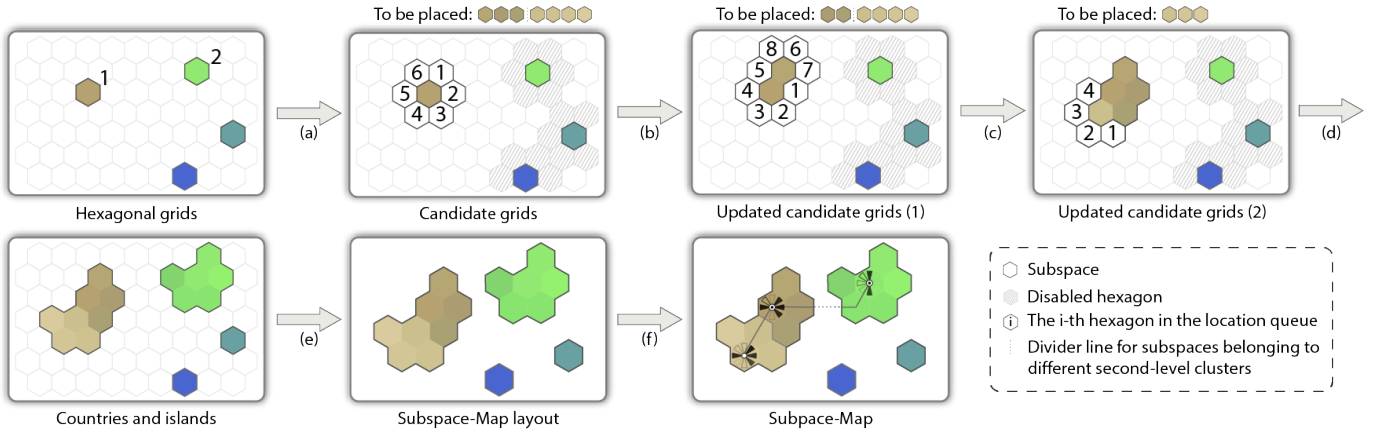 To be placed:
To be placed:
To be placed:
1
2
6 1
5 2
4 3
8 6
5 7
4 1
3 2
4
3
2 1
(a)
(b)
(c)
(d)
Hexagonal grids
Candidate grids
Updated candidate grids (1)
Updated candidate grids (2)
(e)
(f)
Countries and islands
Subspace-Map layout
Subpace-Map
Subspace
Disabled hexagon
i
The i-th hexagon in the location queue
Divider line for subspaces belonging to
different second-level clusters